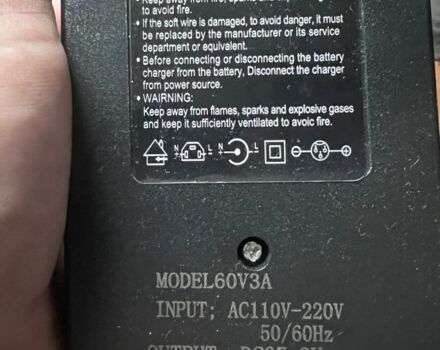 to avoid fire.
• If the soft wire is damaged, to avoid danger, it must
be replaced by the manufacturer or its service
department or equivalent.
• Before connecting or disconnecting the battery
charger from the battery, Disconnect the charger
from power source.
• WARNING:
Keep away from flames, sparks and explosive gases
and keep it sufficiently ventilated to avoid fire.
N L N L
MODEL60V3A
INPUT; AC110V-220V
50/60Hz